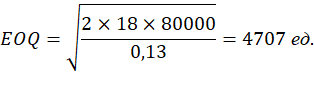 EOQ = √((2 × 18 × 80000) / 0,13) = 4707 ед.